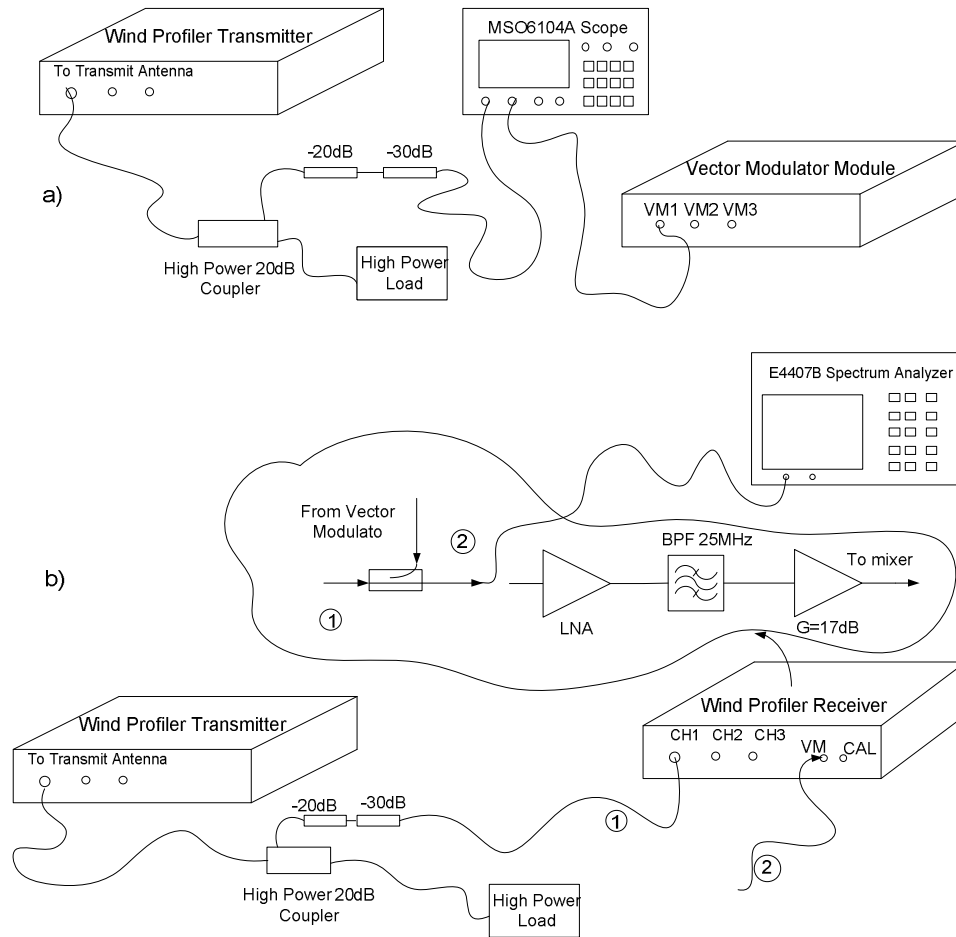 Wind Profiler Transmitter
To Transmit Antenna
MSO6104A Scope
-20dB
-30dB
a)
Vector Modulator Module
VM1 VM2 VM3
High Power 20dB
Coupler
High Power
Load
E4407B Spectrum Analyzer
From Vector
Modulato
2
BPF 25MHz
To mixer
b)
1
LNA
G=17dB
Wind Profiler Transmitter
To Transmit Antenna
Wind Profiler Receiver
CH1
CH2
CH3
VM
CAL
-20dB
-30dB
1
2
High Power 20dB
Coupler
High Power
Load